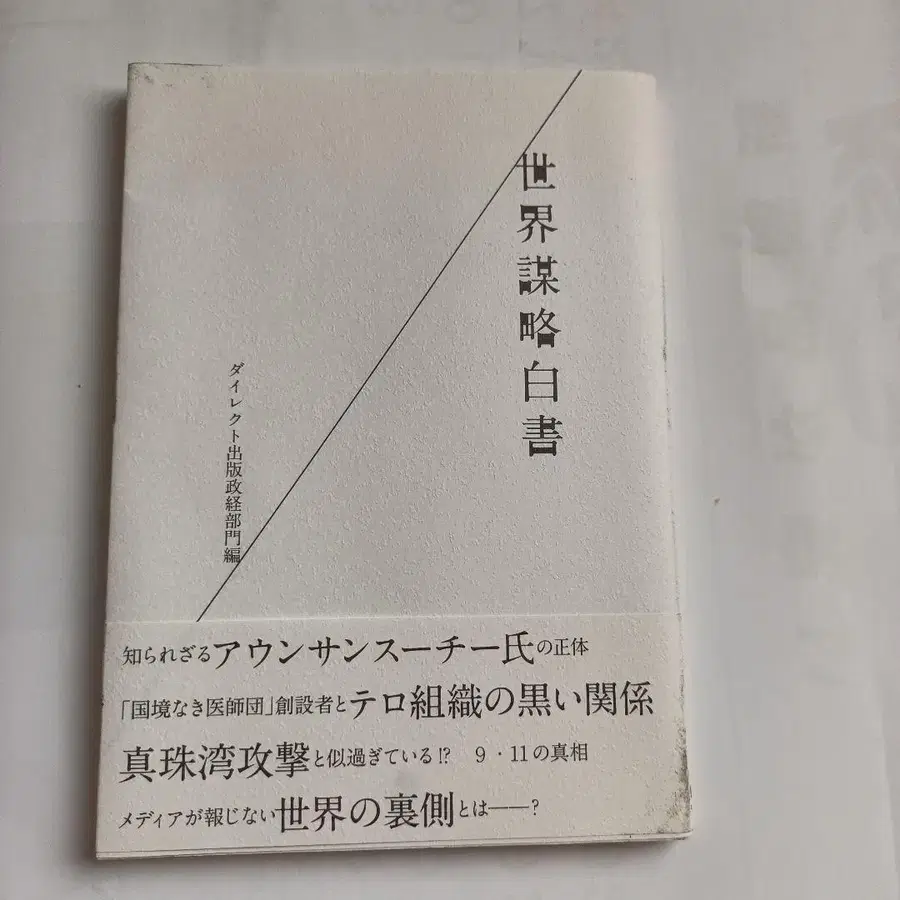 世界謀略白書
ダイレクト出版政経部門編
知られざるアウンサンスーチー氏の正体
「国境なき医師団」創設者とテロ組織の黒い関係
真珠湾攻撃と似過ぎている!? 9・11の真相
メディアが報じない世界の裏側とは――?